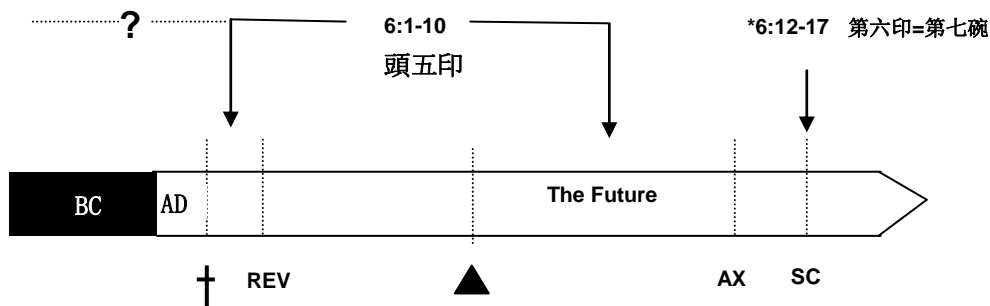 ?
6:1-10
頭五印
*6:12-17 第六印=第七碗
BC AD The Future
REV AX SC